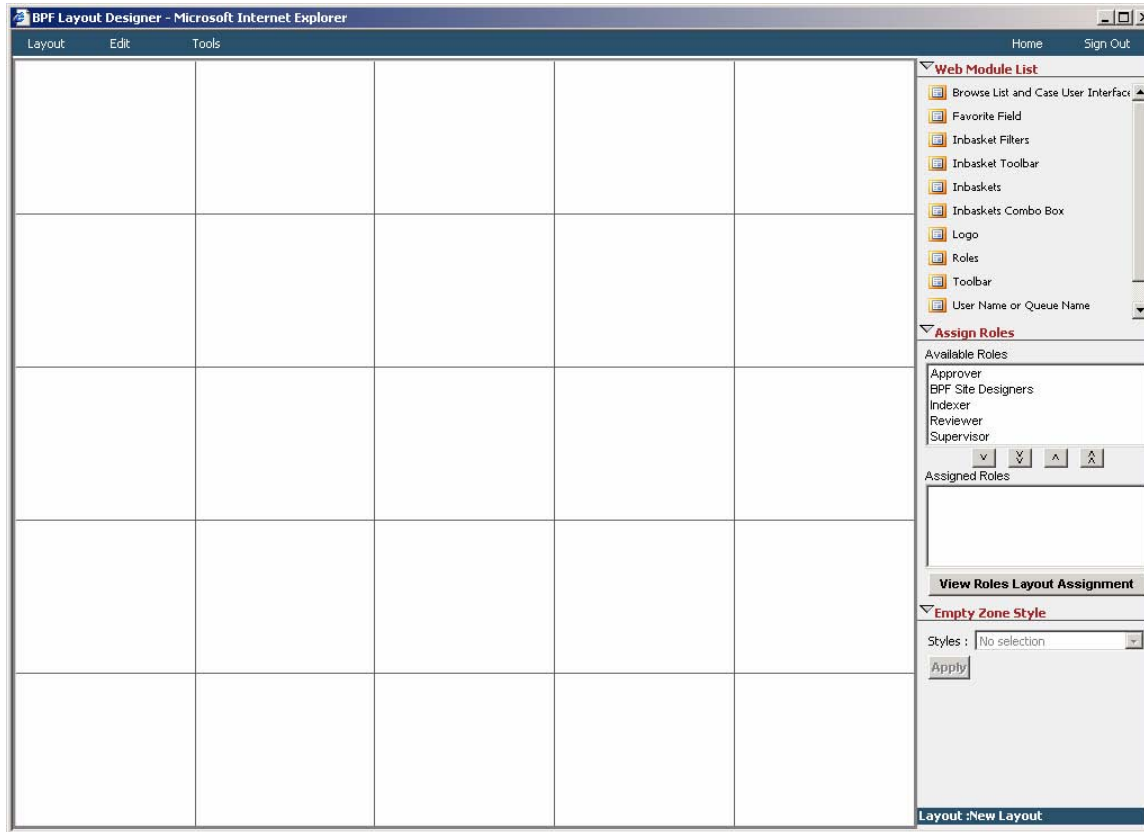 BPF Layout Designer - Microsoft Internet Explorer
Layout Edit Tools Home Sign Out
Web Module List
Browse List and Case User Interface
Favorite Field
Inbasket Filters
Inbasket Toolbar
Inbaskets
Inbaskets Combo Box
Logo
Roles
Toolbar
User Name or Queue Name
Assign Roles
Available Roles
Approver
BPF Site Designers
Indexer
Reviewer
Supervisor
Assigned Roles
View Roles Layout Assignment
Empty Zone Style
Styles : No selection
Apply
Layout :New Layout